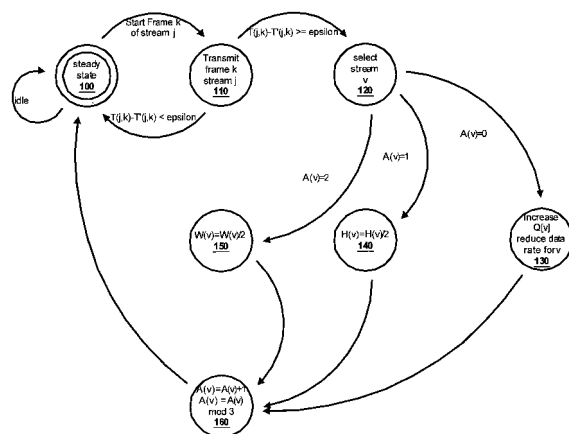 Start Frame k
of stream j
T(j,k)-T'(j,k) >= epsilon
steady
state
100
Transmit
frame k
stream j
110
select
stream
v
120
idle
T(j,k)-T'(j,k) < epsilon
A(v)=2
A(v)=1
A(v)=0
W(v)=W(v)/2
150
H(v)=H(v)/2
140
Increase
Q[v]
reduce data
rate for v
130
A(v)=A(v)+1
A(v) =A(v)
mod 3
160